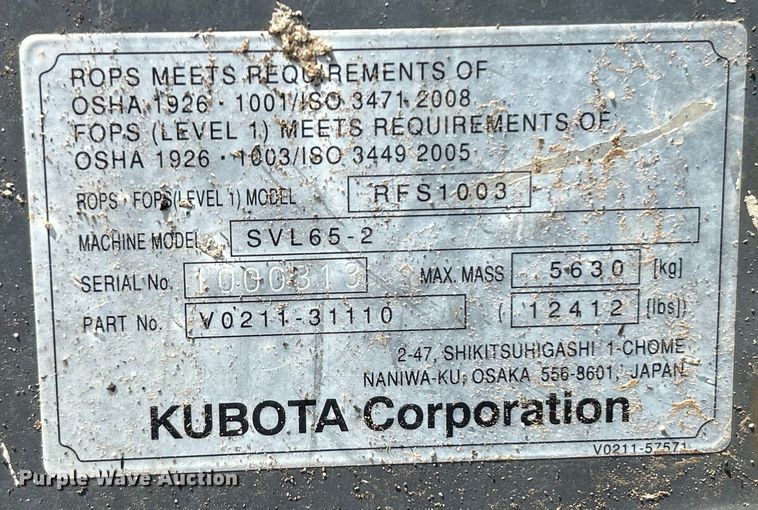 ROPS MEETS REQUIREMENTS OF
OSHA 1926 · 1001/ISO 3471 2008
FOPS (LEVEL 1) MEETS REQUIREMENTS OF
OSHA 1926 · 1003/ISO 3449 2005
ROPS · FOPS(LEVEL 1) MODEL RFS1003
MACHINE MODEL SVL65-2
SERIAL No. 1000313 MAX. MASS 5630 [kg]
PART No. V0211-31110 (12412 [lbs])
2-47, SHIKITSUHIGASHI 1-CHOME
NANIWA-KU, OSAKA 556-8601, JAPAN
KUBOTA Corporation
V0211-57571
Purple Wave Auction